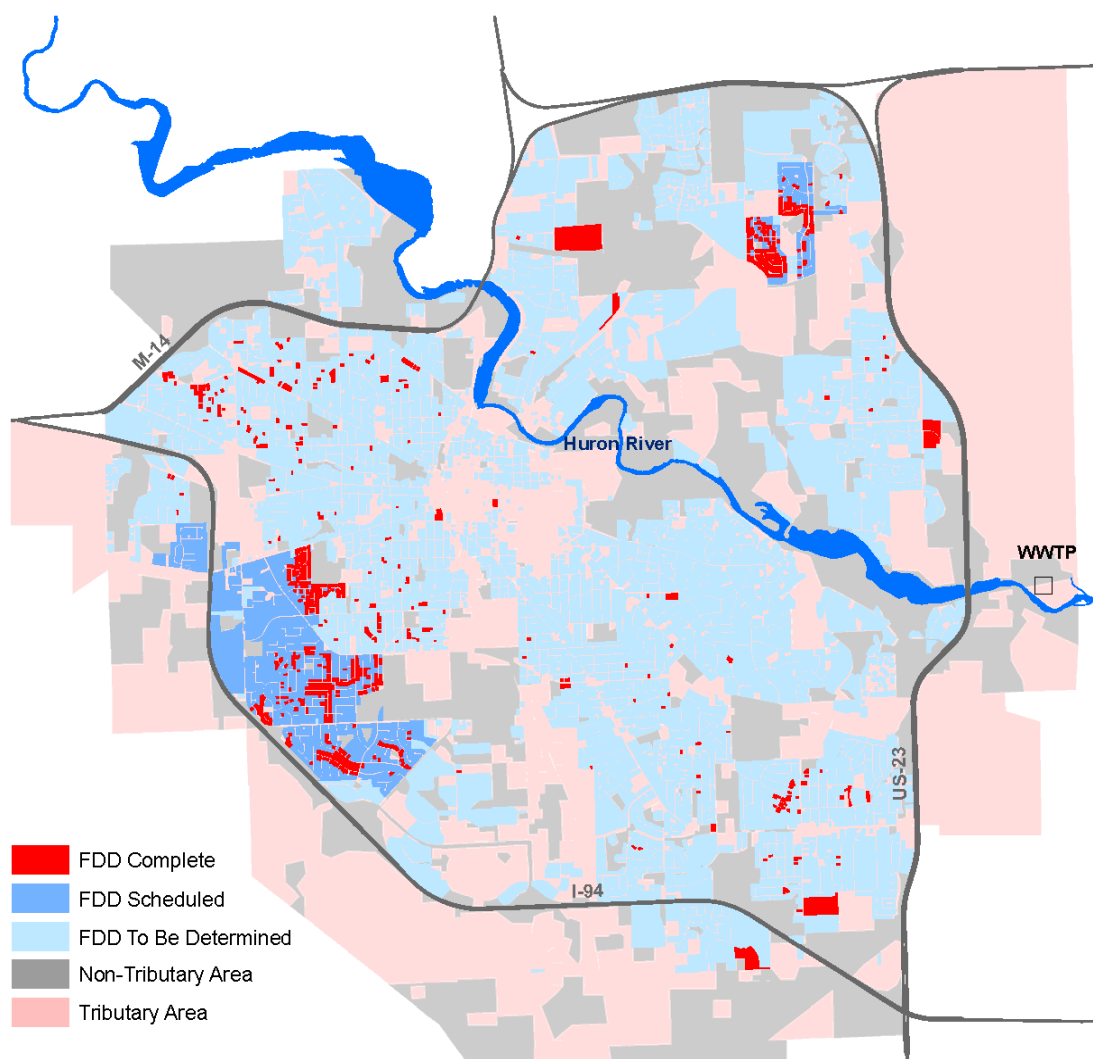 M-14
Huron River
WWTP
US-23
I-94
FDD Complete
FDD Scheduled
FDD To Be Determined
Non-Tributary Area
Tributary Area